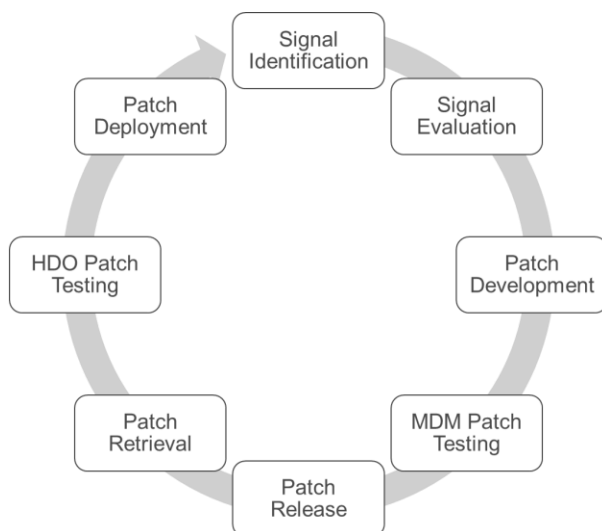 Signal
Identification
Signal
Evaluation
Patch
Development
MDM Patch
Testing
Patch
Release
Patch
Retrieval
HDO Patch
Testing
Patch
Deployment